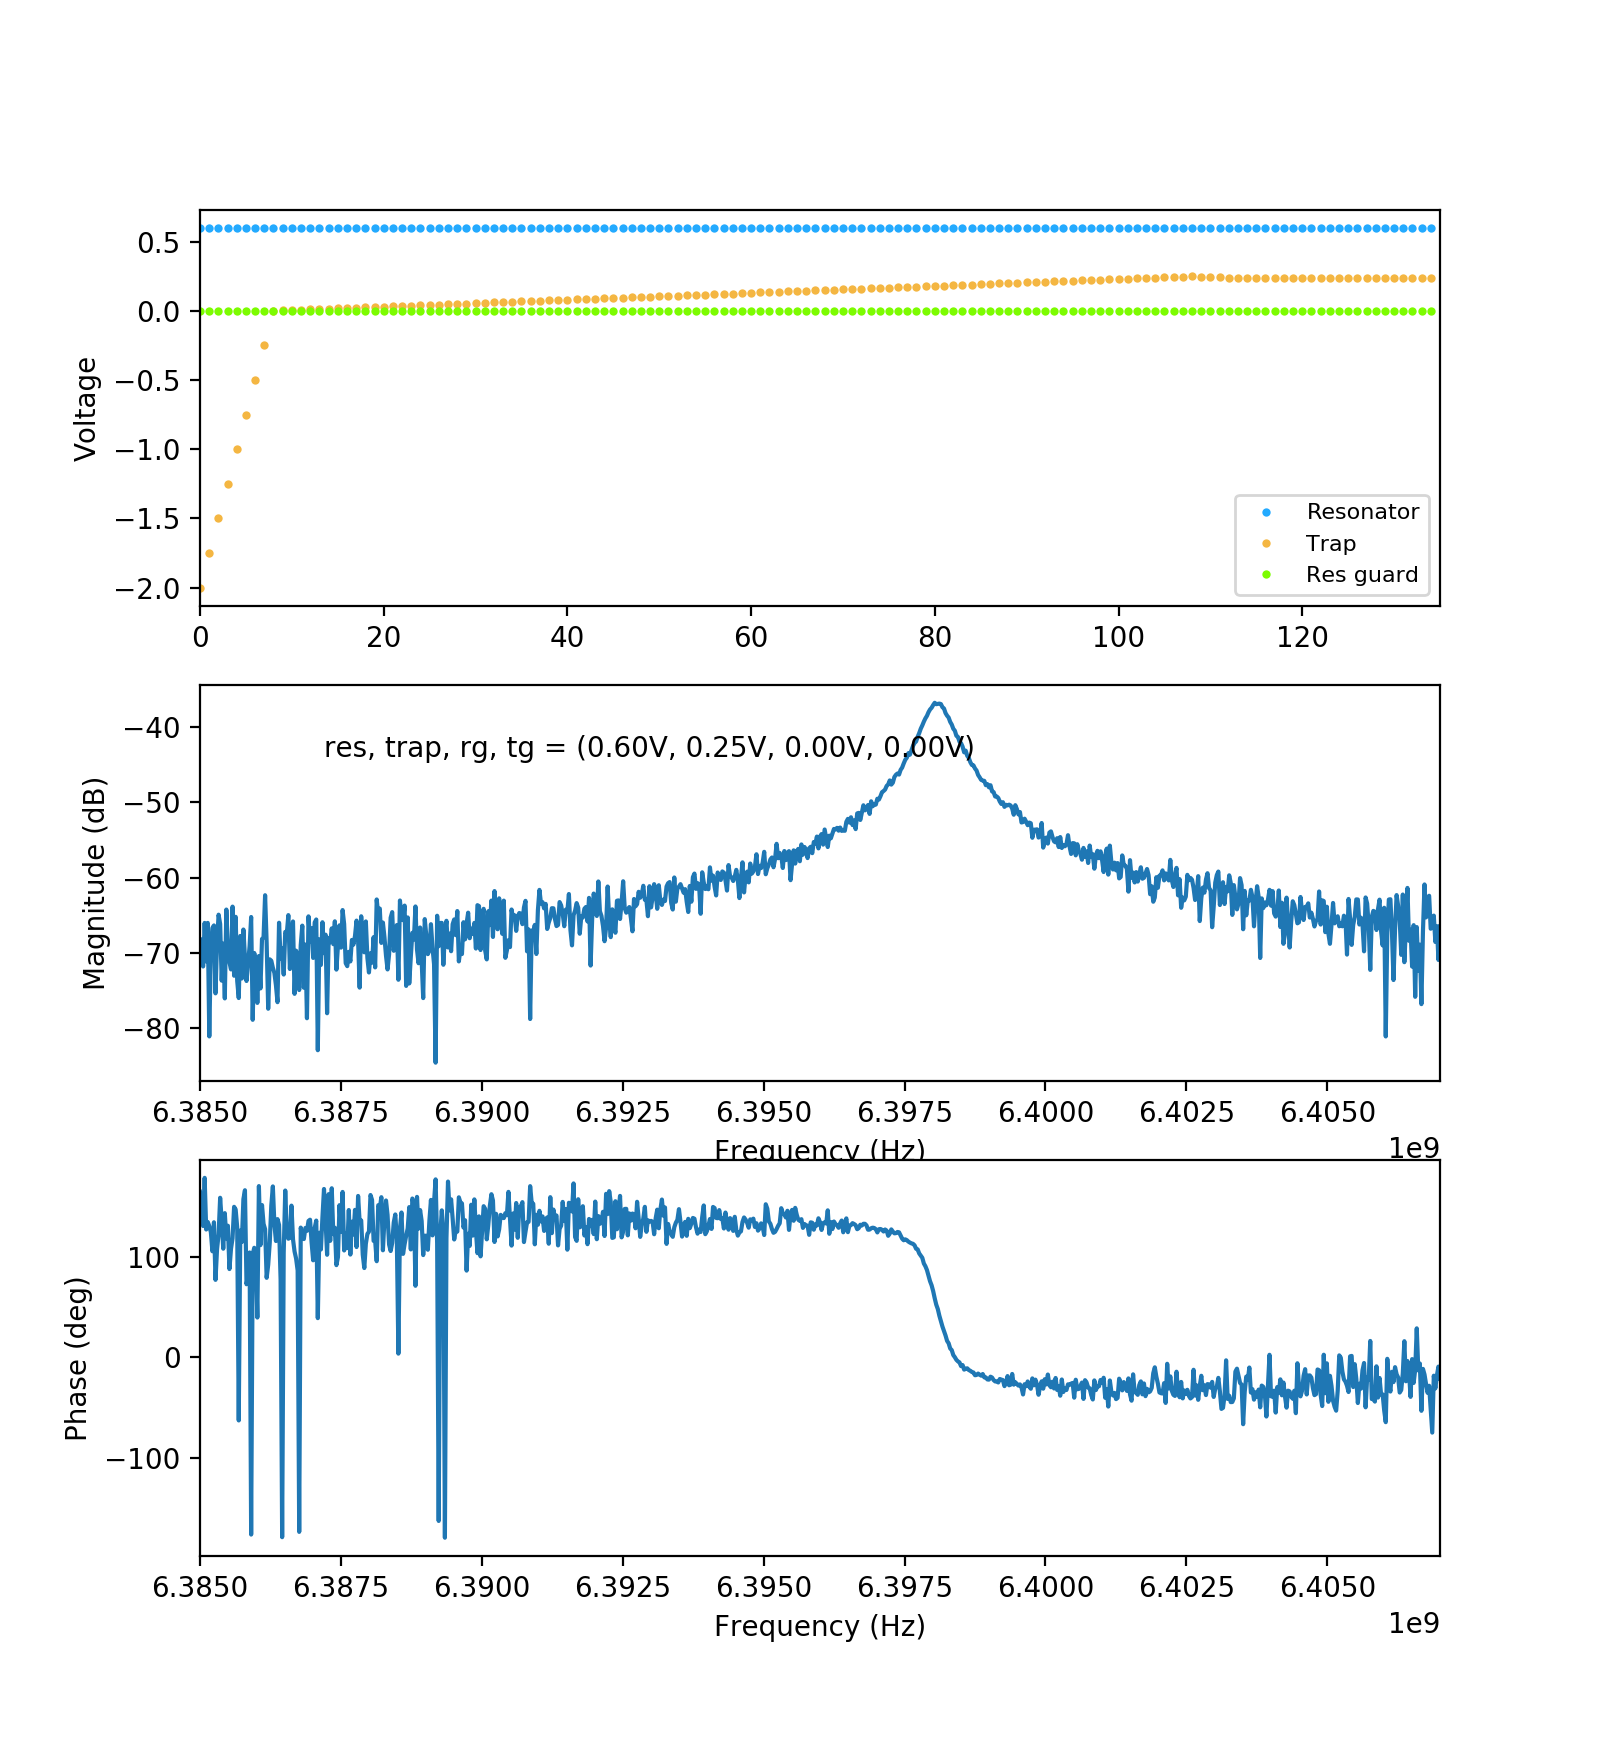 0.5
0.0
−0.5
−1.0
−1.5
−2.0
Voltage
Resonator
Trap
Res guard
0 20 40 60 80 100 120
−40
−50
−60
−70
−80
Magnitude (dB)
res, trap, rg, tg = (0.60V, 0.25V, 0.00V, 0.00V)
6.3850 6.3875 6.3900 6.3925 6.3950 6.3975 6.4000 6.4025 6.4050
Frequency (Hz)
1e9
100
0
−100
Phase (deg)
6.3850 6.3875 6.3900 6.3925 6.3950 6.3975 6.4000 6.4025 6.4050
Frequency (Hz)
1e9